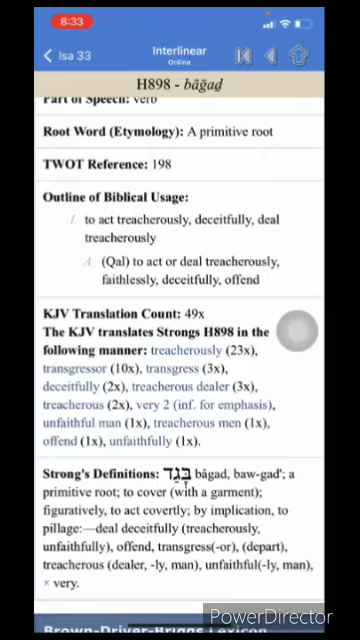 8:33
Isa 33
Interlinear
Online
H898 - bāḡaḏ
Part of Speech: verb
Root Word (Etymology): A primitive root
TWOT Reference: 198
Outline of Biblical Usage:
I. to act treacherously, deceitfully, deal
treacherously
A. (Qal) to act or deal treacherously,
faithlessly, deceitfully, offend
KJV Translation Count: 49x
The KJV translates Strongs H898 in the
following manner: treacherously (23x),
transgressor (10x), transgress (3x),
deceitfully (2x), treacherous dealer (3x),
treacherous (2x), very 2 (inf. for emphasis),
unfaithful man (1x), treacherous men (1x),
offend (1x), unfaithfully (1x).
Strong's Definitions: בָּגַד bâgad, baw-gad'; a
primitive root; to cover (with a garment);
figuratively, to act covertly; by implication, to
pillage:—deal deceitfully (treacherously,
unfaithfully), offend, transgress(-or), (depart),
treacherous (dealer, -ly, man), unfaithful(-ly, man),
× very.
Brown-Driver-Briggs Lexicon
PowerDirector